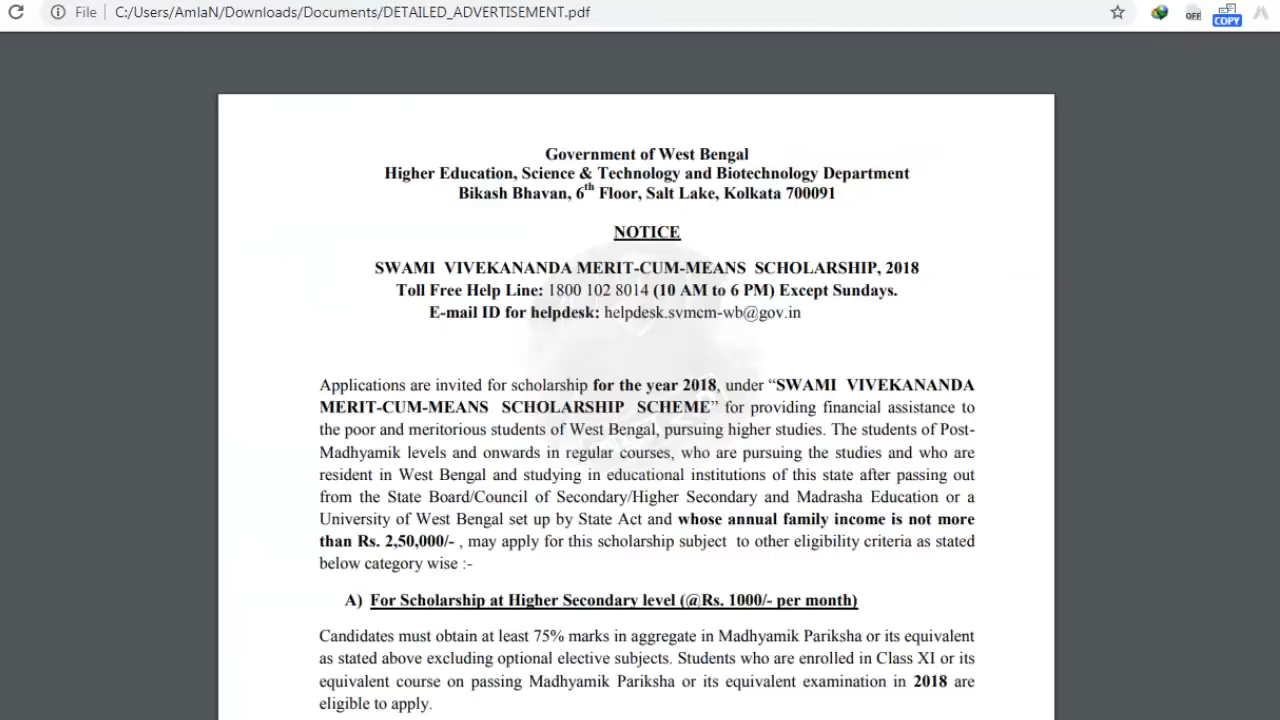 File C:/Users/AmlaN/Downloads/Documents/DETAILED_ADVERTISEMENT.pdf
OFF
COPY
Government of West Bengal
Higher Education, Science & Technology and Biotechnology Department
Bikash Bhavan, 6th Floor, Salt Lake, Kolkata 700091
NOTICE
SWAMI VIVEKANANDA MERIT-CUM-MEANS SCHOLARSHIP, 2018
Toll Free Help Line: 1800 102 8014 (10 AM to 6 PM) Except Sundays.
E-mail ID for helpdesk: helpdesk.svmcm-wb@gov.in
Applications are invited for scholarship for the year 2018, under “SWAMI VIVEKANANDA
MERIT-CUM-MEANS SCHOLARSHIP SCHEME” for providing financial assistance to
the poor and meritorious students of West Bengal, pursuing higher studies. The students of Post-
Madhyamik levels and onwards in regular courses, who are pursuing the studies and who are
resident in West Bengal and studying in educational institutions of this state after passing out
from the State Board/Council of Secondary/Higher Secondary and Madrasha Education or a
University of West Bengal set up by State Act and whose annual family income is not more
than Rs. 2,50,000/- , may apply for this scholarship subject to other eligibility criteria as stated
below category wise :-
A) For Scholarship at Higher Secondary level (@Rs. 1000/- per month)
Candidates must obtain at least 75% marks in aggregate in Madhyamik Pariksha or its equivalent
as stated above excluding optional elective subjects. Students who are enrolled in Class XI or its
equivalent course on passing Madhyamik Pariksha or its equivalent examination in 2018 are
eligible to apply.